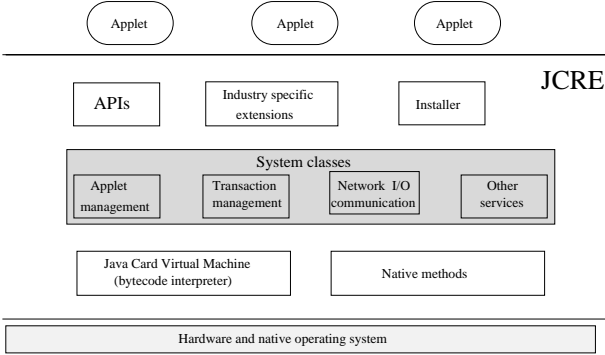 Applet
Applet
Applet
JCRE
APIs
Industry specific
extensions
Installer
System classes
Applet
management
Transaction
management
Network I/O
communication
Other
services
Java Card Virtual Machine
(bytecode interpreter)
Native methods
Hardware and native operating system